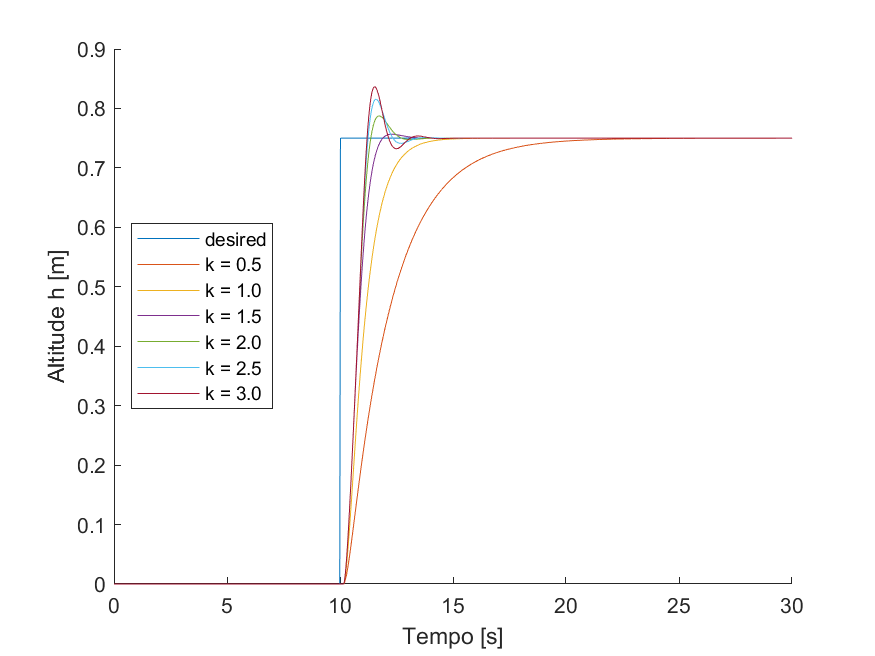 0.9
0.8
0.7
0.6
0.5
0.4
0.3
0.2
0.1
0
Altitude h [m]
desired
k = 0.5
k = 1.0
k = 1.5
k = 2.0
k = 2.5
k = 3.0
0 5 10 15 20 25 30
Tempo [s]